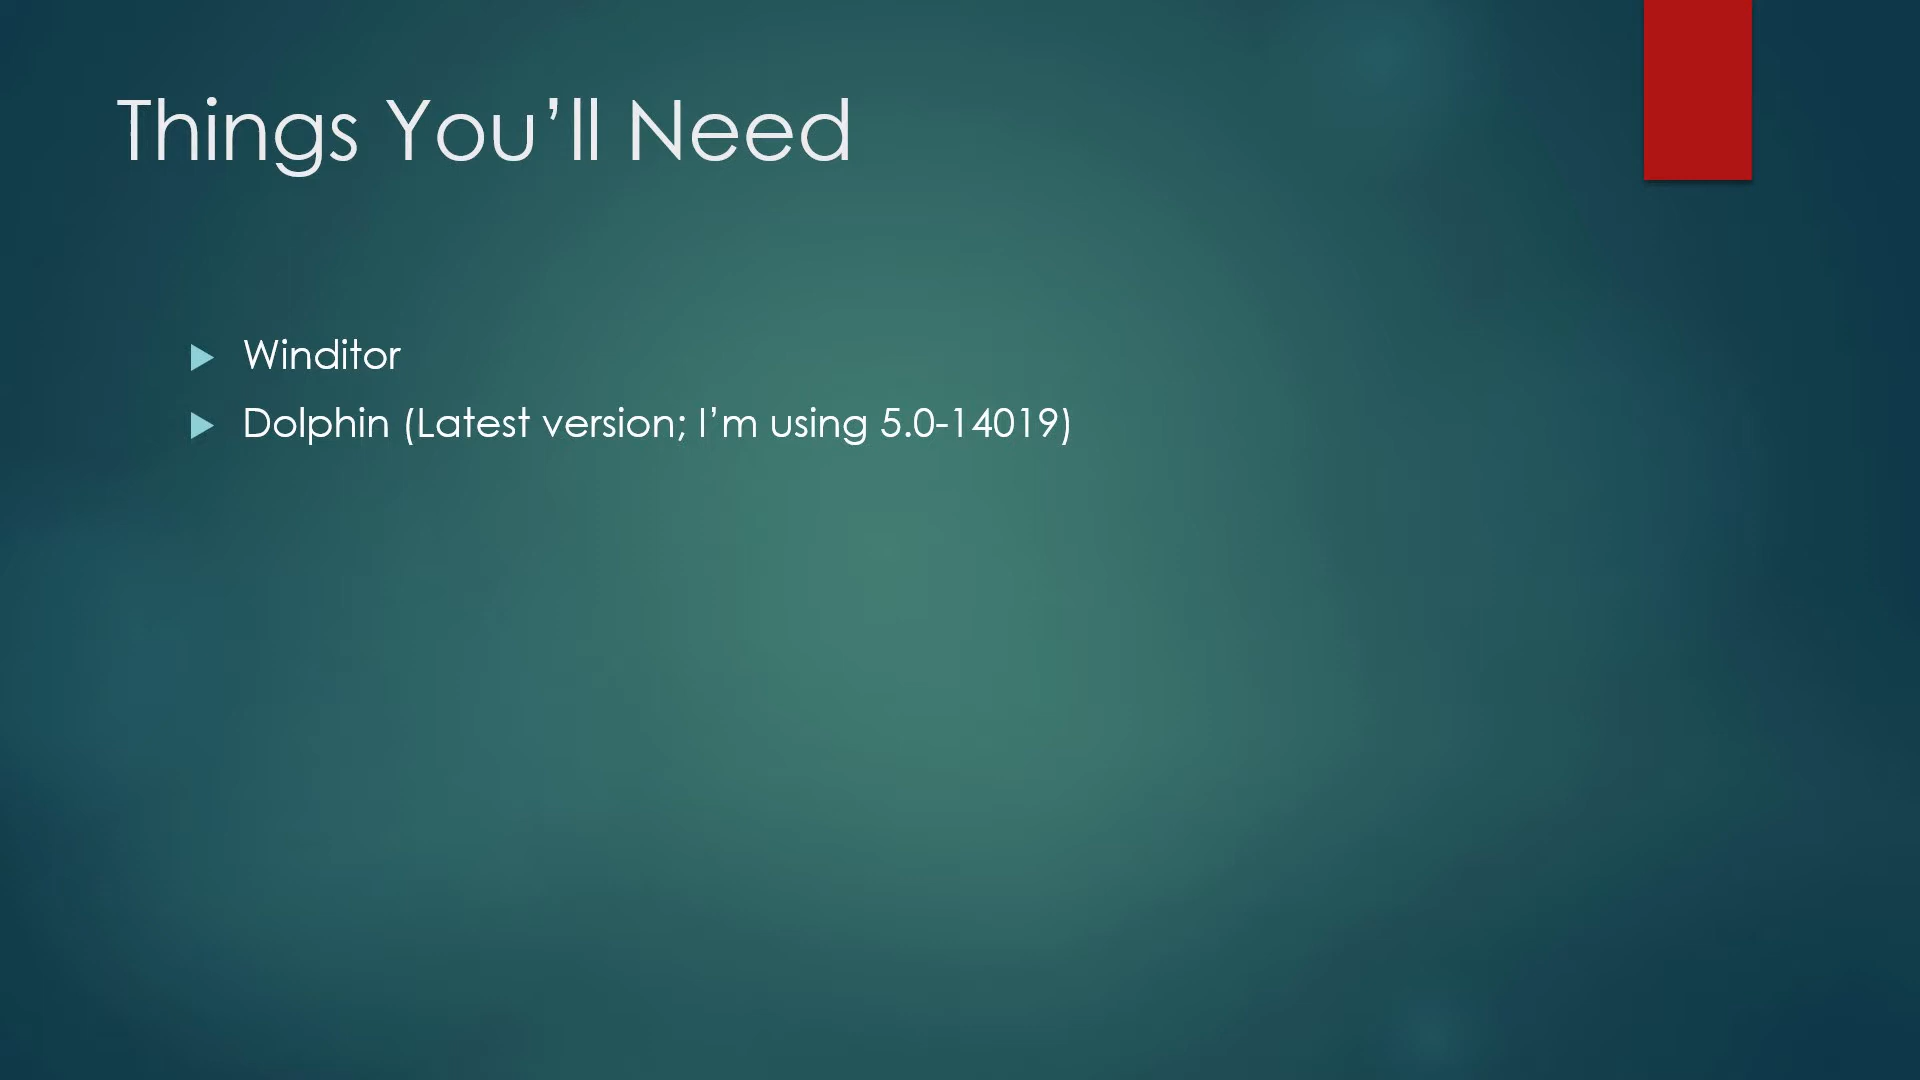 Things You’ll Need
Winditor
Dolphin (Latest version; I’m using 5.0-14019)